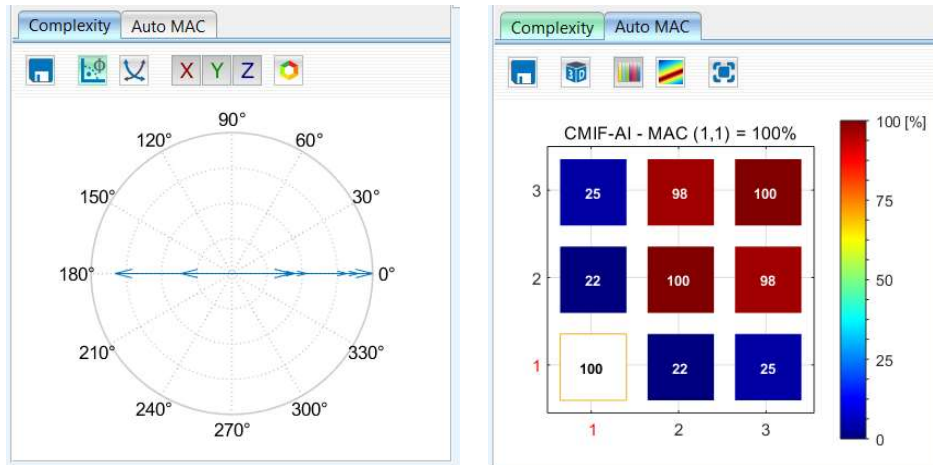 Complexity Auto MAC
X Y Z
90°
120° 60°
150° 30°
180° 0°
210° 330°
240° 300°
270°
Complexity Auto MAC
3D
CMIF-AI - MAC (1,1) = 100%
3 25 98 100
2 22 100 98
1 100 22 25
1 2 3
100 [%]
75
50
25
0